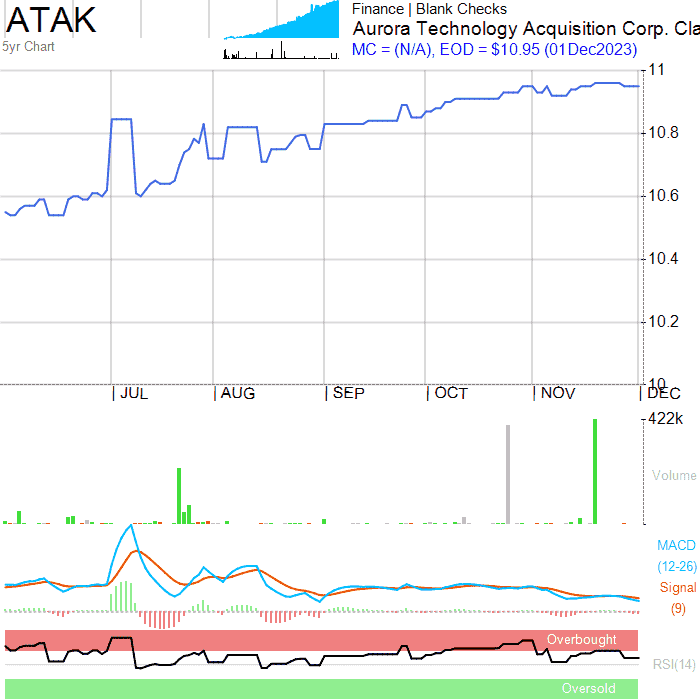 ATAK
5yr Chart
Finance | Blank Checks
Aurora Technology Acquisition Corp. Cla
MC = (N/A), EOD = $10.95 (01Dec2023)
11
10.8
10.6
10.4
10.2
10
JUL
AUG
SEP
OCT
NOV
DEC
422k
Volume
MACD
(12-26)
Signal
(9)
Overbought
RSI(14)
Oversold